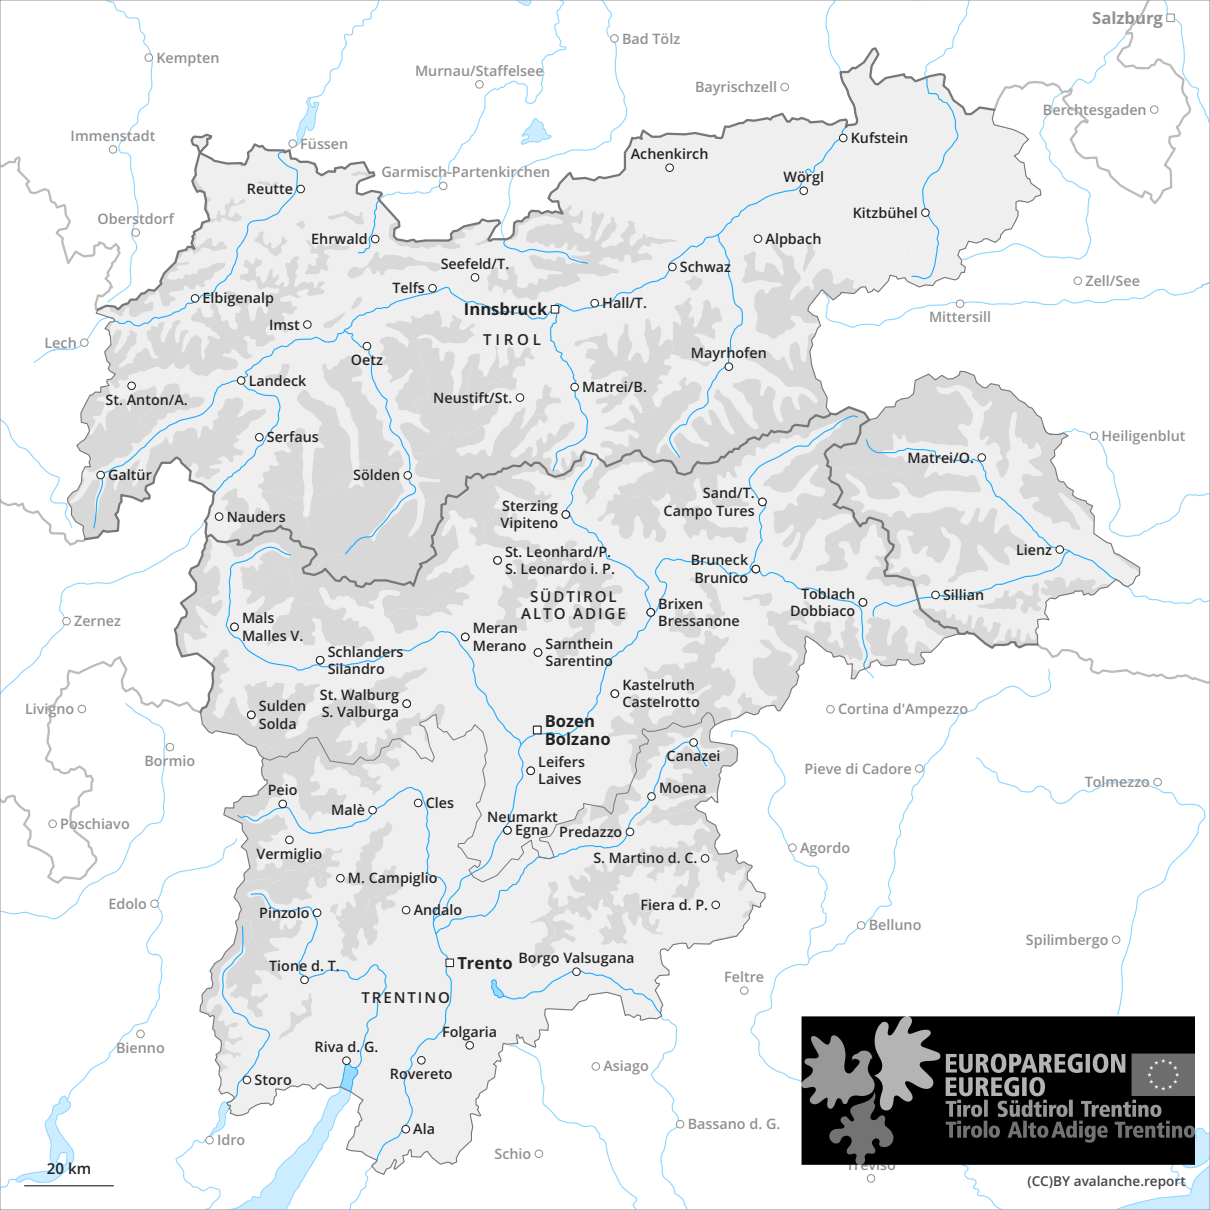 Salzburg
Bad Tölz
Kempten
Murnau/Staffelsee
Bayrischzell
Berchtesgaden
Immenstadt
Kufstein
Füssen
Achenkirch
Garmisch-Partenkirchen
Wörgl
Reutte
Kitzbühel
Oberstdorf
Ehrwald
Alpbach
Seefeld/T.
Schwaz
Zell/See
Telfs
Elbigenalp
Hall/T.
Innsbruck
Mittersill
Imst
TIROL
Lech
Mayrhofen
Oetz
Landeck
Matrei/B.
St. Anton/A.
Neustift/St.
Serfaus
Heiligenblut
Matrei/O.
Galtür
Sölden
Sand/T.
Campo Tures
Sterzing
Vipiteno
Nauders
Lienz
St. Leonhard/P.
S. Leonardo i. P.
Bruneck
Brunico
SÜDTIROL
ALTO ADIGE
Toblach
Dobbiaco
Sillian
Brixen
Bressanone
Zernez
Mals
Malles V.
Meran
Merano
Sarnthein
Sarentino
Schlanders
Silandro
Kastelruth
Castelrotto
St. Walburg
S. Valburga
Livigno
Sulden
Solda
Cortina d'Ampezzo
Bozen
Bolzano
Bormio
Canazei
Leifers
Laives
Pieve di Cadore
Tolmezzo
Peio
Moena
Malè
Cles
Neumarkt
Egna
Predazzo
Poschiavo
Vermiglio
Agordo
S. Martino d. C.
M. Campiglio
Edolo
Pinzolo
Andalo
Fiera d. P.
Belluno
Spilimbergo
Tione d. T.
Trento
Borgo Valsugana
Feltre
TRENTINO
Folgaria
Bienno
Riva d. G.
Rovereto
Asiago
Storo
EUROPAREGION
EUREGIO
Tirol Südtirol Trentino
Tirolo Alto Adige Trentino
Ala
Bassano d. G.
Idro
Schio
Treviso
20 km
(CC)BY avalanche.report